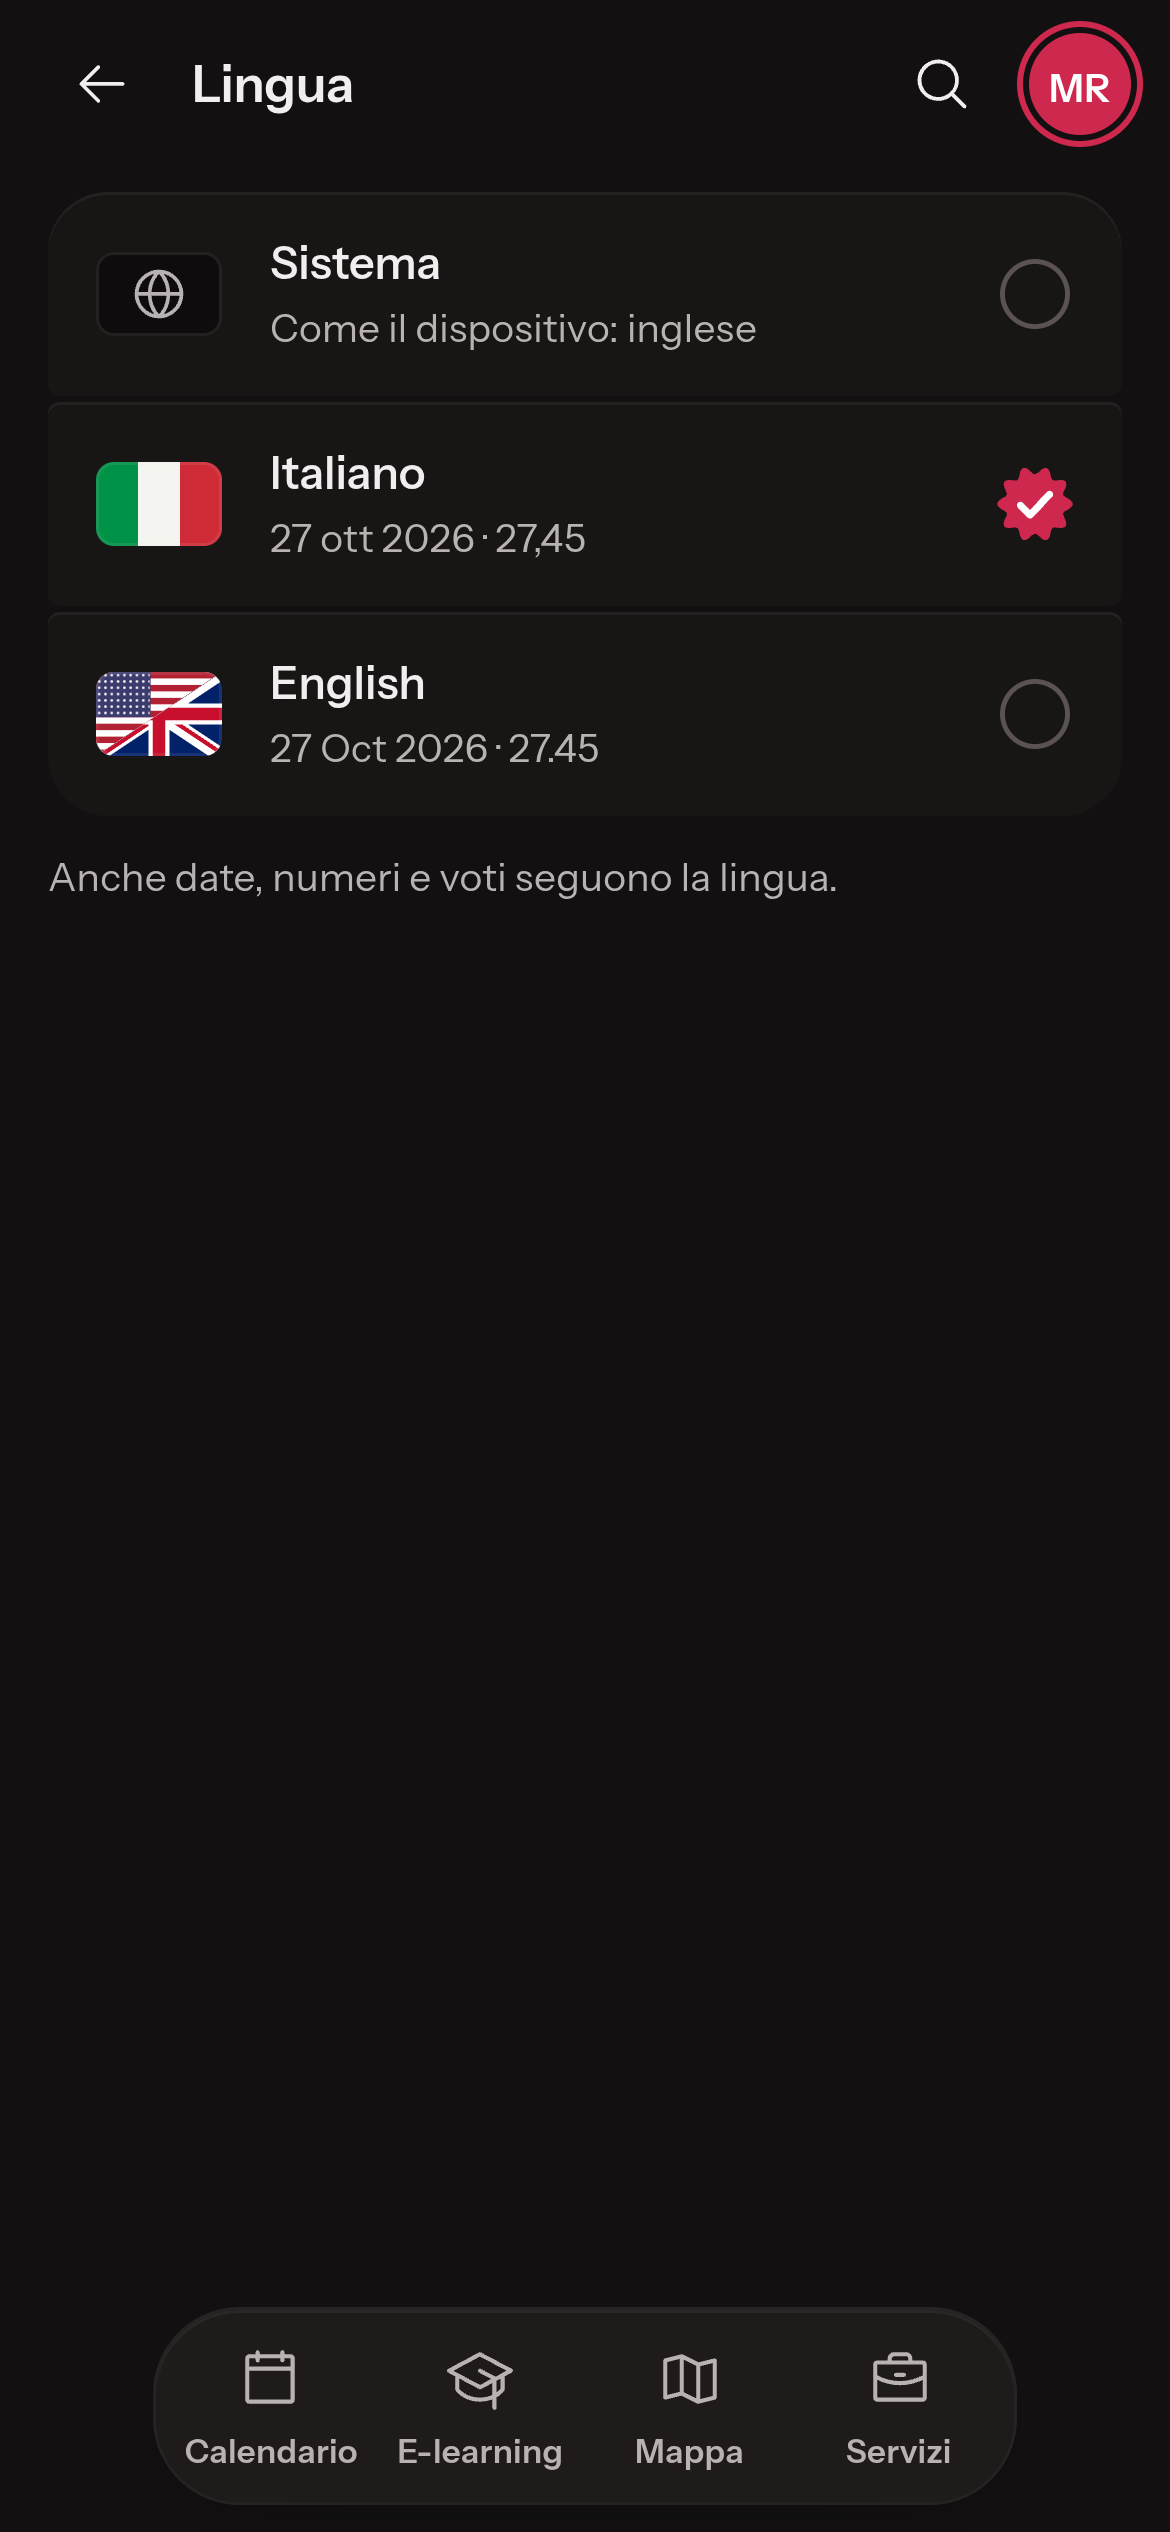 Lingua
MR
Sistema
Come il dispositivo: inglese
Italiano
27 ott 2026 · 27,45
English
27 Oct 2026 · 27.45
Anche date, numeri e voti seguono la lingua.
Calendario
E-learning
Mappa
Servizi